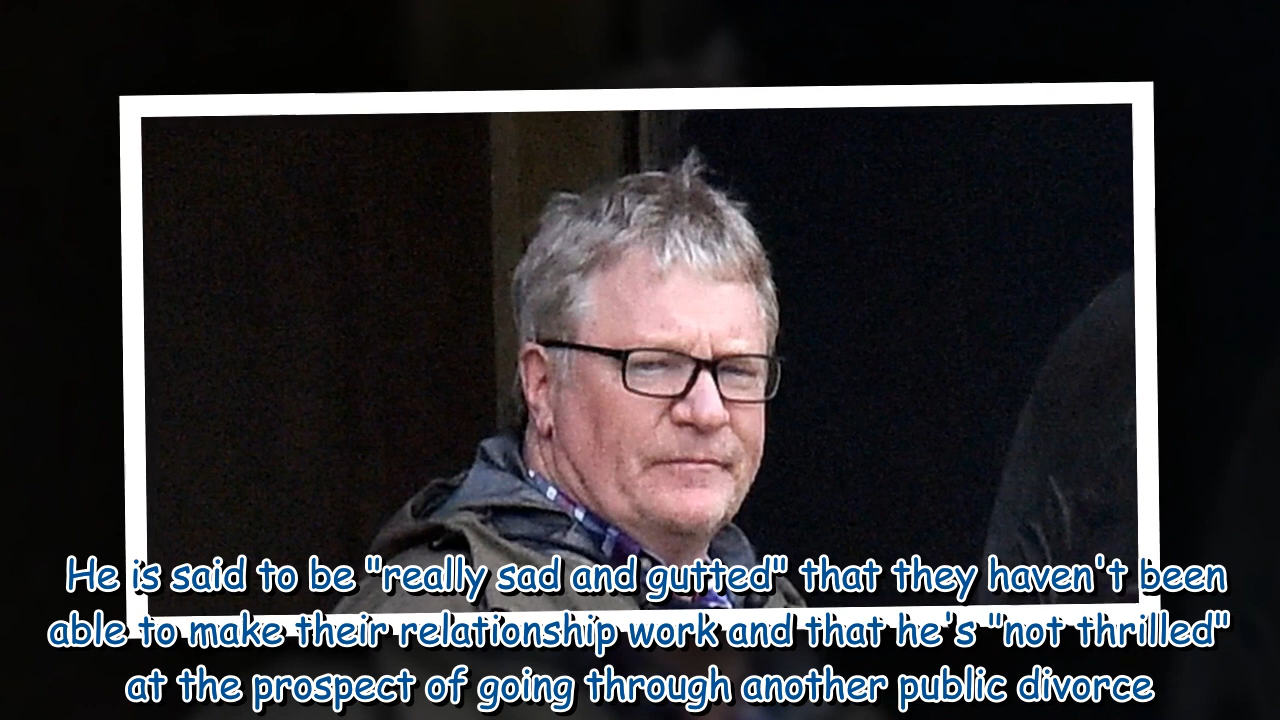 He is said to be "really sad and gutted" that they haven't been
able to make their relationship work and that he's "not thrilled"
at the prospect of going through another public divorce